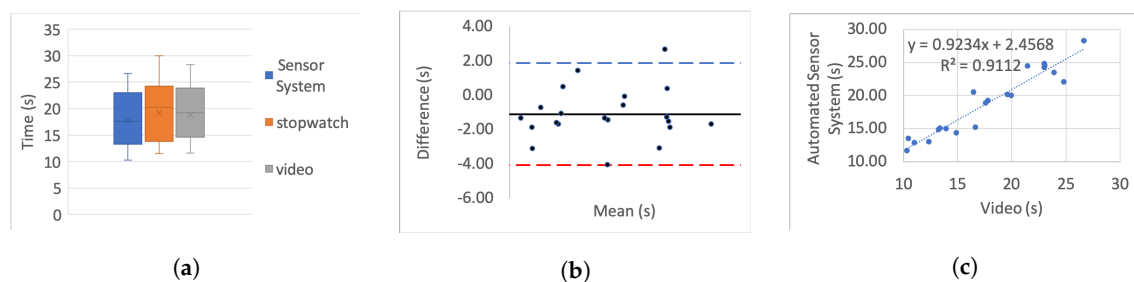 35
30
25
20
15
10
5
0
Time (s)
Sensor
System
stopwatch
video
(a)
4.00
2.00
0.00
-2.00
-4.00
-6.00
Difference (s)
Mean (s)
(b)
30.00
25.00
20.00
15.00
10.00
Automated Sensor
System (s)
y = 0.9234x + 2.4568
R² = 0.9112
10 15 20 25 30
Video (s)
(c)